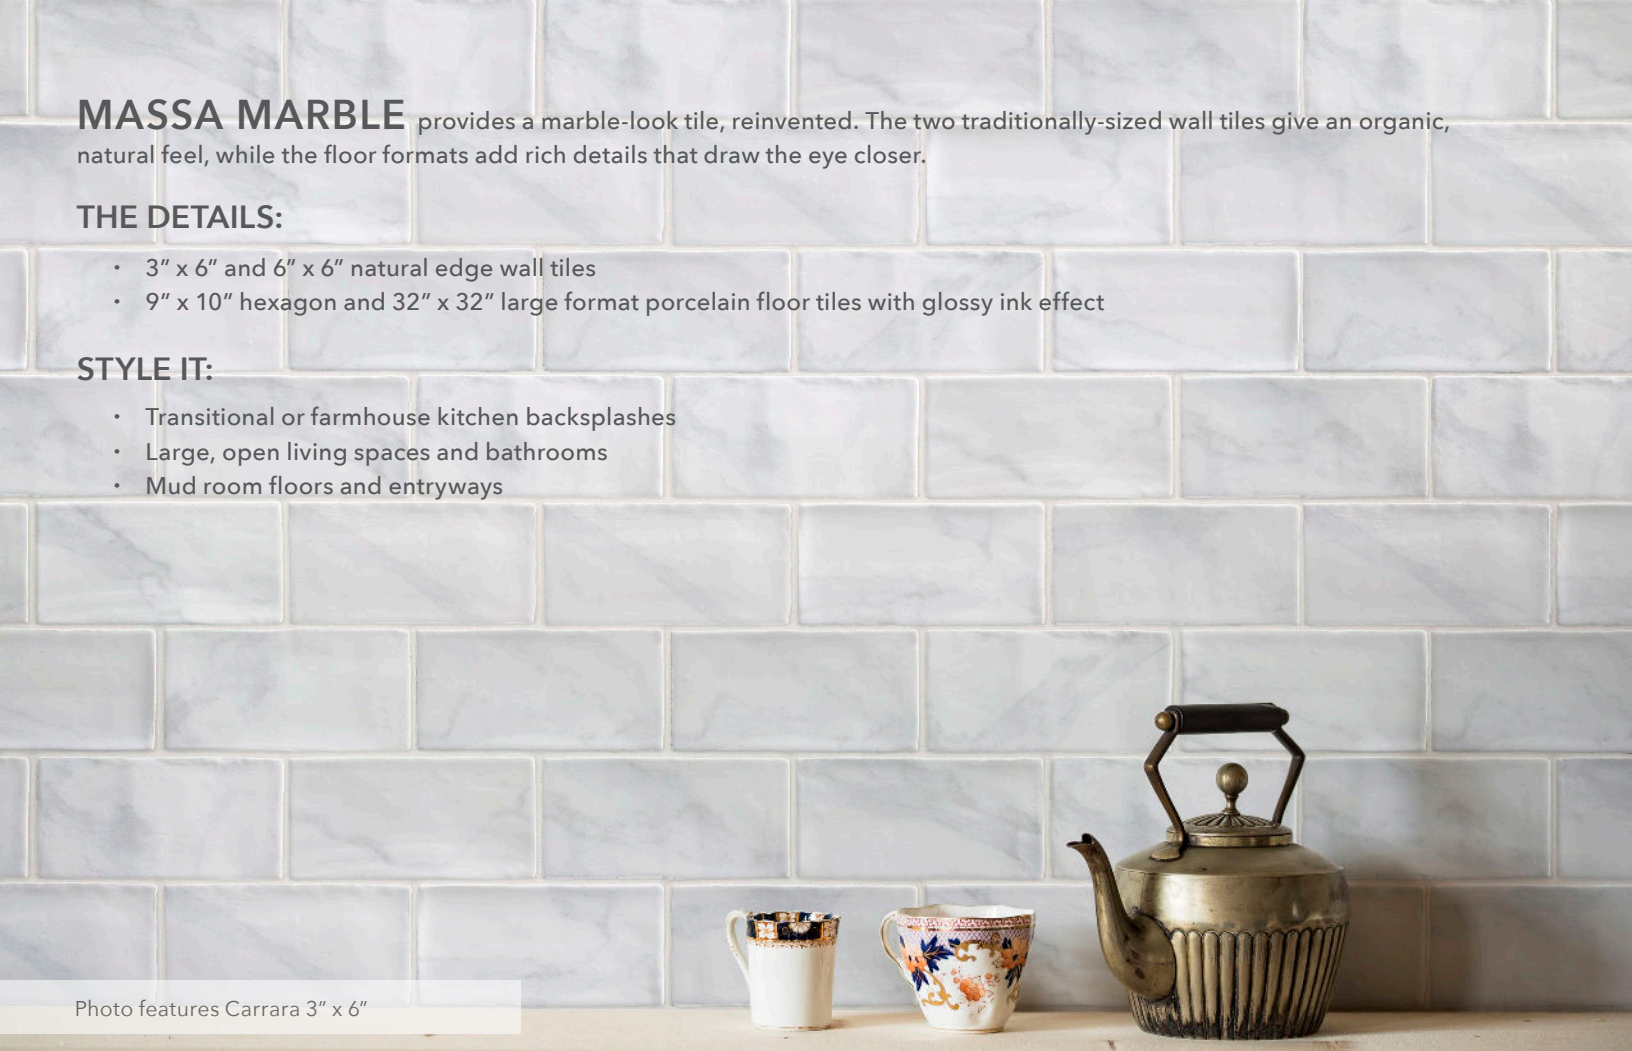 MASSA MARBLE provides a marble-look tile, reinvented. The two traditionally-sized wall tiles give an organic,
natural feel, while the floor formats add rich details that draw the eye closer.
THE DETAILS:
• 3” x 6” and 6” x 6” natural edge wall tiles
• 9” x 10” hexagon and 32” x 32” large format porcelain floor tiles with glossy ink effect
STYLE IT:
• Transitional or farmhouse kitchen backsplashes
• Large, open living spaces and bathrooms
• Mud room floors and entryways
Photo features Carrara 3” x 6”